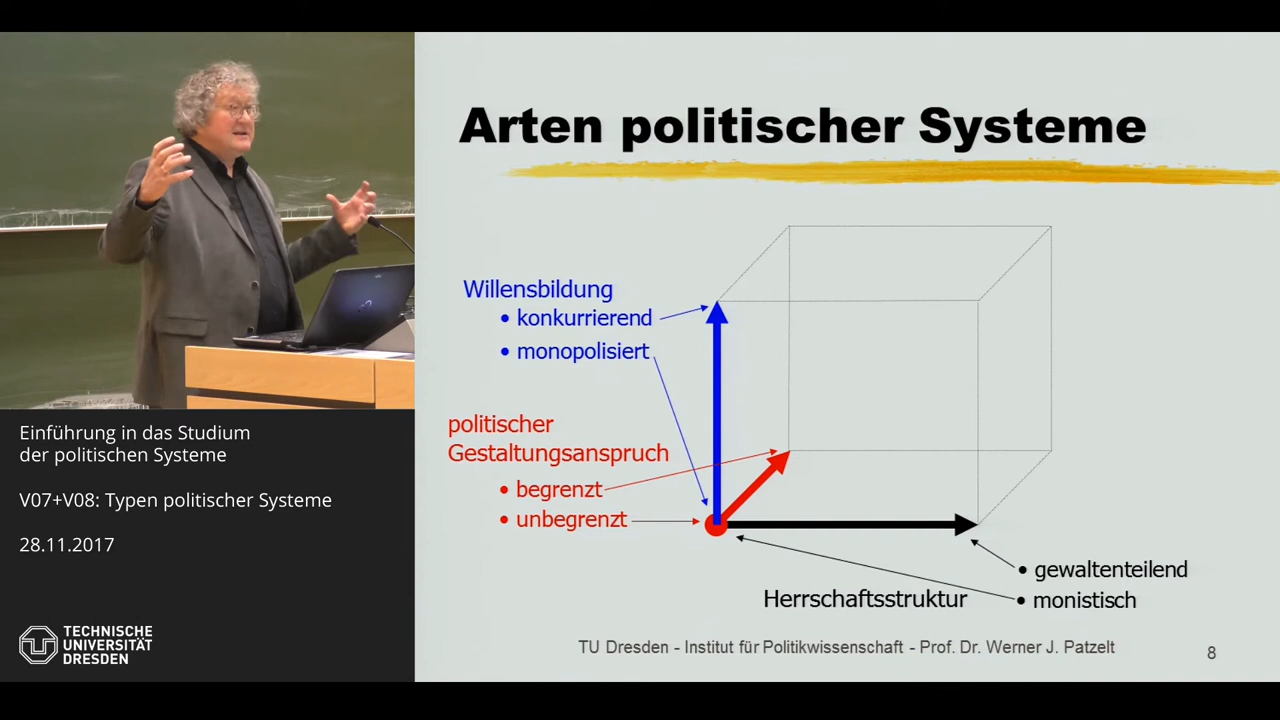 Arten politischer Systeme
Willensbildung
• konkurrierend
• monopolisiert
politischer
Gestaltungsanspruch
• begrenzt
• unbegrenzt
• gewaltenteilend
Herrschaftsstruktur
• monistisch
TU Dresden - Institut für Politikwissenschaft - Prof. Dr. Werner J. Patzelt
8
Einführung in das Studium
der politischen Systeme
V07+V08: Typen politischer Systeme
28.11.2017
TECHNISCHE
UNIVERSITÄT
DRESDEN